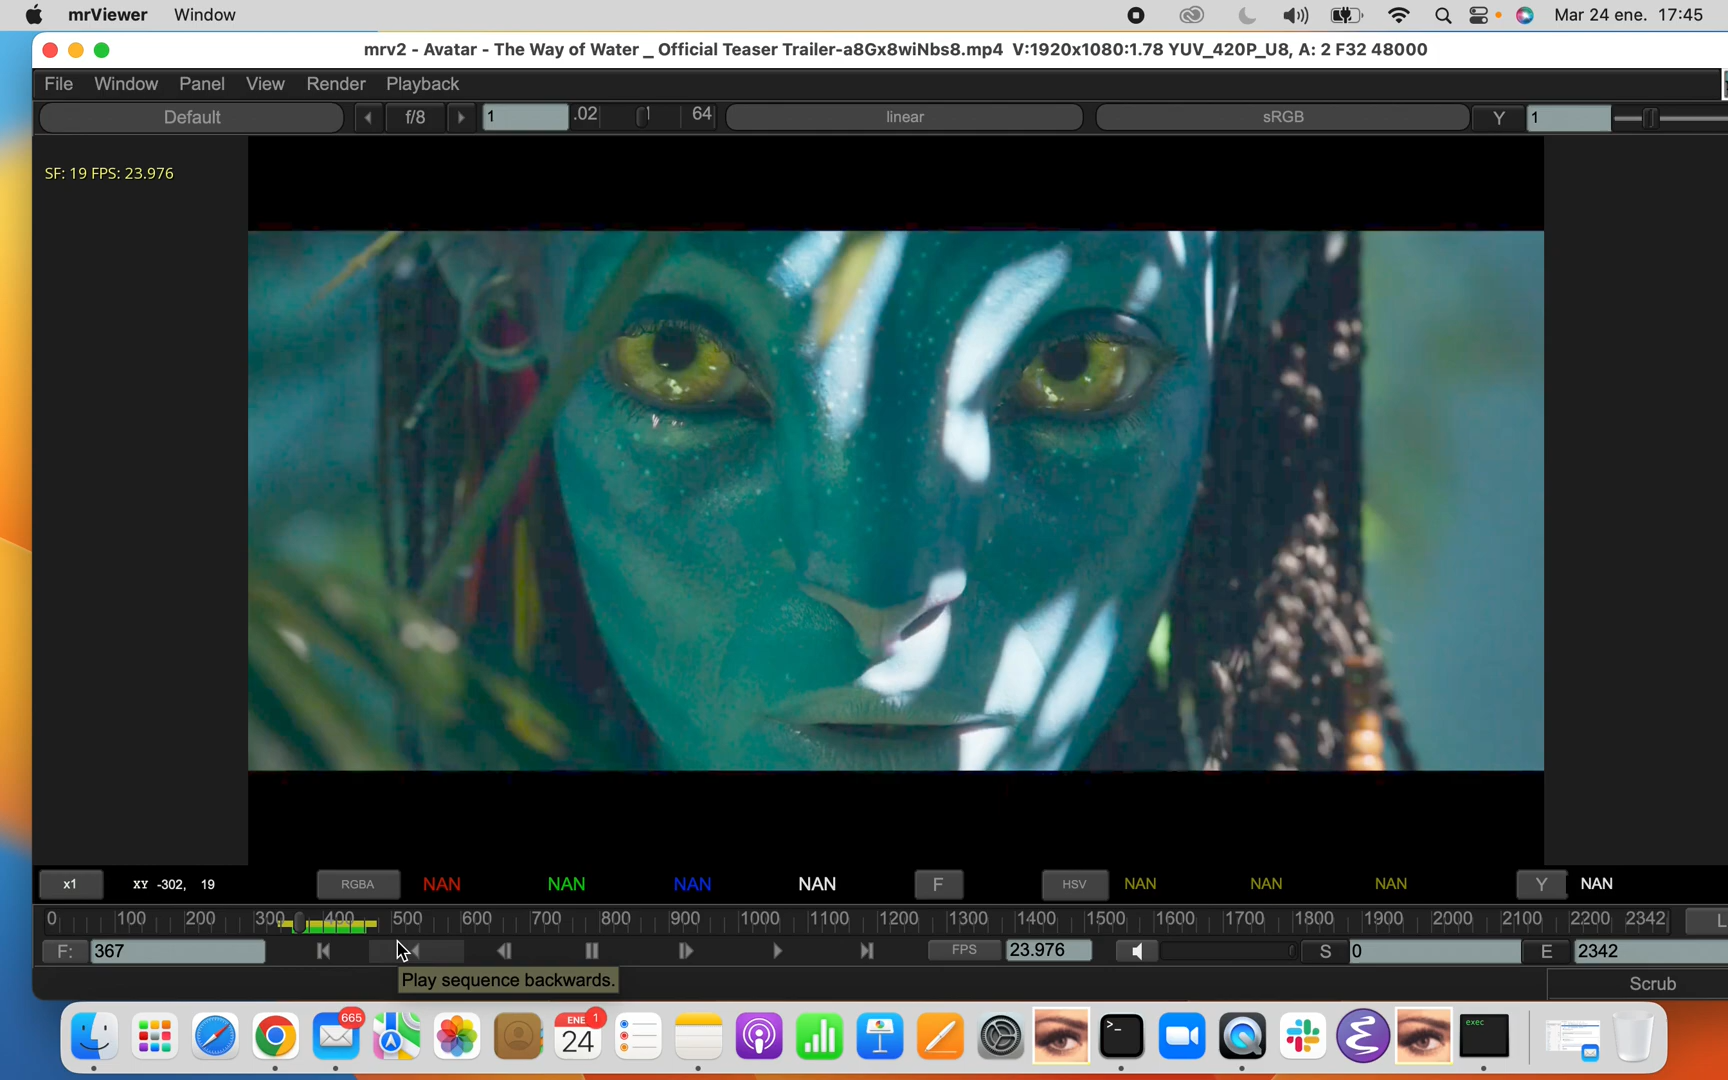 mrViewer Window Mar 24 ene. 17:45
mrv2 - Avatar - The Way of Water _ Official Teaser Trailer-a8Gx8wiNbs8.mp4 V:1920x1080:1.78 YUV_420P_U8, A: 2 F32 48000
File Window Panel View Render Playback
Default f/8 1 .02 1 64 linear sRGB Y 1
SF: 19 FPS: 23.976
x1 XY -302, 19 RGBA NAN NAN NAN NAN F HSV NAN NAN NAN Y NAN
0 100 200 300 400 500 600 700 800 900 1000 1100 1200 1300 1400 1500 1600 1700 1800 1900 2000 2100 2200 2342 L
F: 367 FPS 23.976 S 0 E 2342
Play sequence backwards.
Scrub
665
ENE 1
24
exec